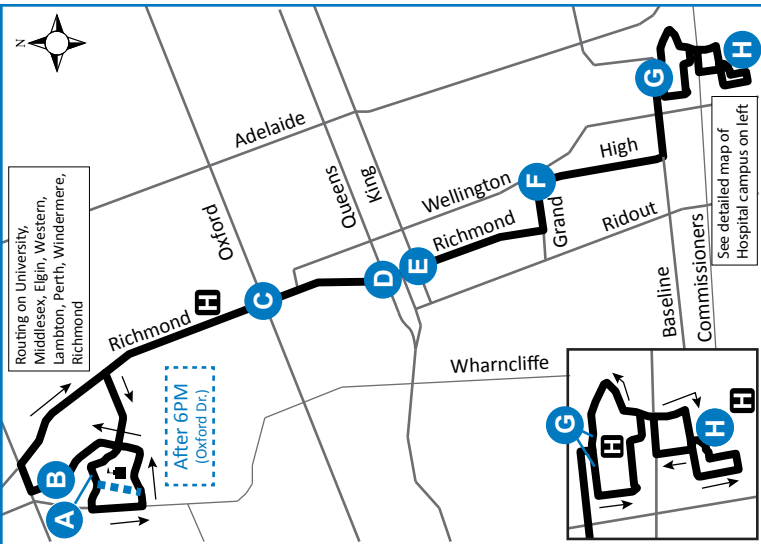 N
Routing on University,
Middlesex, Elgin, Western,
Lambton, Perth, Windermere,
Richmond
Adelaide
Oxford
Queens
King
Richmond
H
C
B
A
After 6PM
(Oxford Dr.)
D
E
Wellington
Richmond
F
Grand
High
Ridout
G
H
See detailed map of
Hospital campus on left
Baseline
Commissioners
Wharncliffe
G
H
H
H